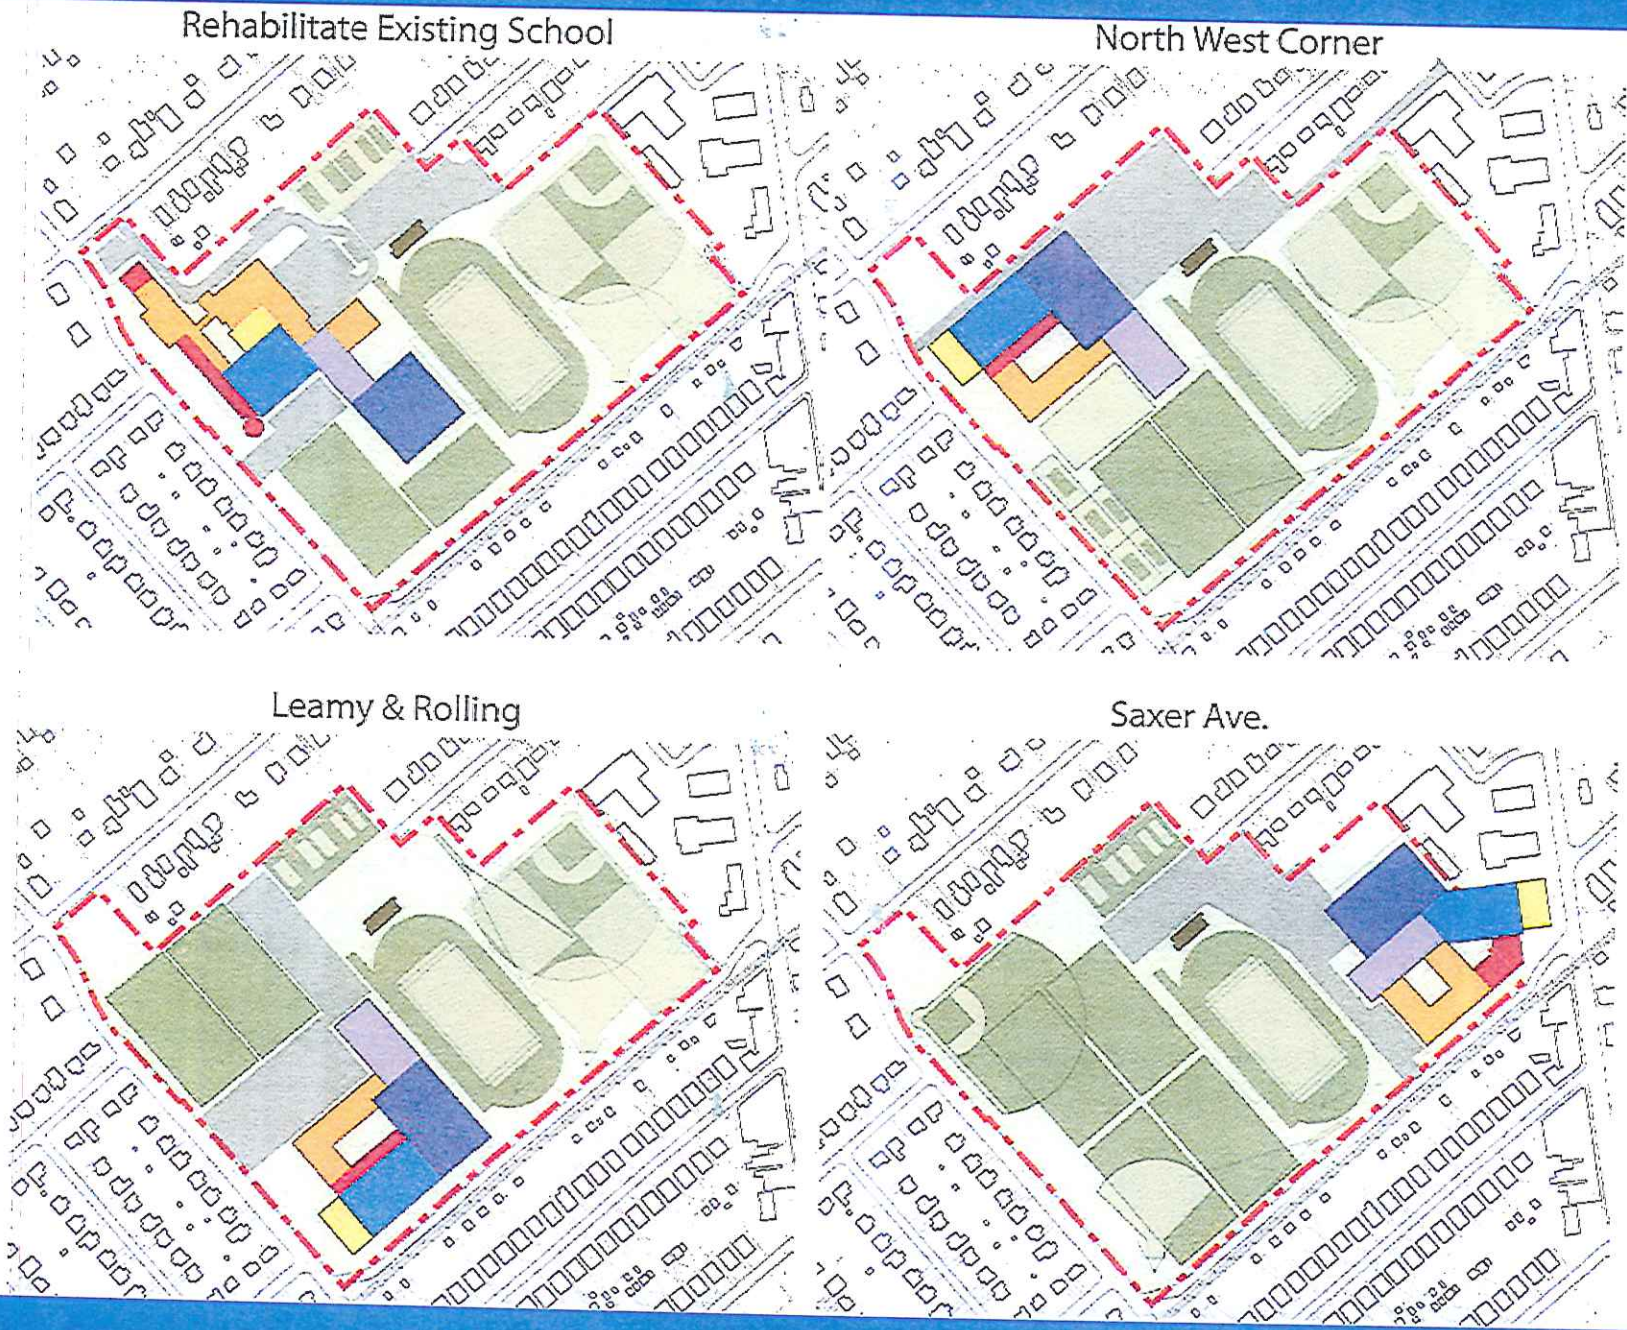 Rehabilitate Existing School
North West Corner
Leamy & Rolling
Saxer Ave.